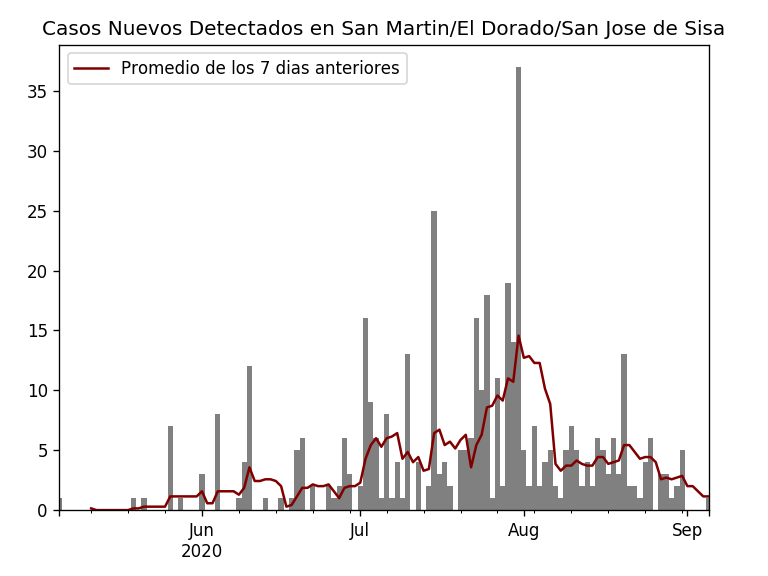 Casos Nuevos Detectados en San Martin/El Dorado/San Jose de Sisa
Promedio de los 7 dias anteriores
35
30
25
20
15
10
5
0
Jun
2020
Jul
Aug
Sep